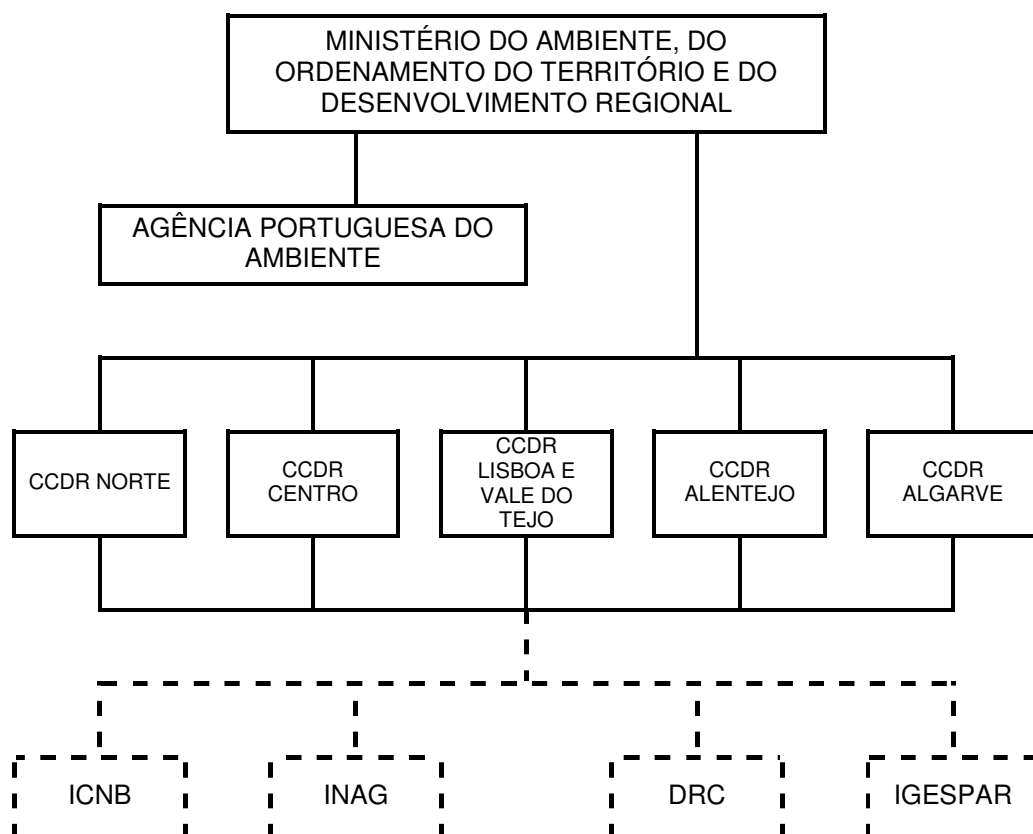 MINISTÉRIO DO AMBIENTE, DO
ORDENAMENTO DO TERRITÓRIO E DO
DESENVOLVIMENTO REGIONAL
AGÊNCIA PORTUGUESA DO
AMBIENTE
CCDR NORTE
CCDR
CENTRO
CCDR
LISBOA E
VALE DO
TEJO
CCDR
ALENTEJO
CCDR
ALGARVE
ICNB
INAG
DRC
IGESPAR